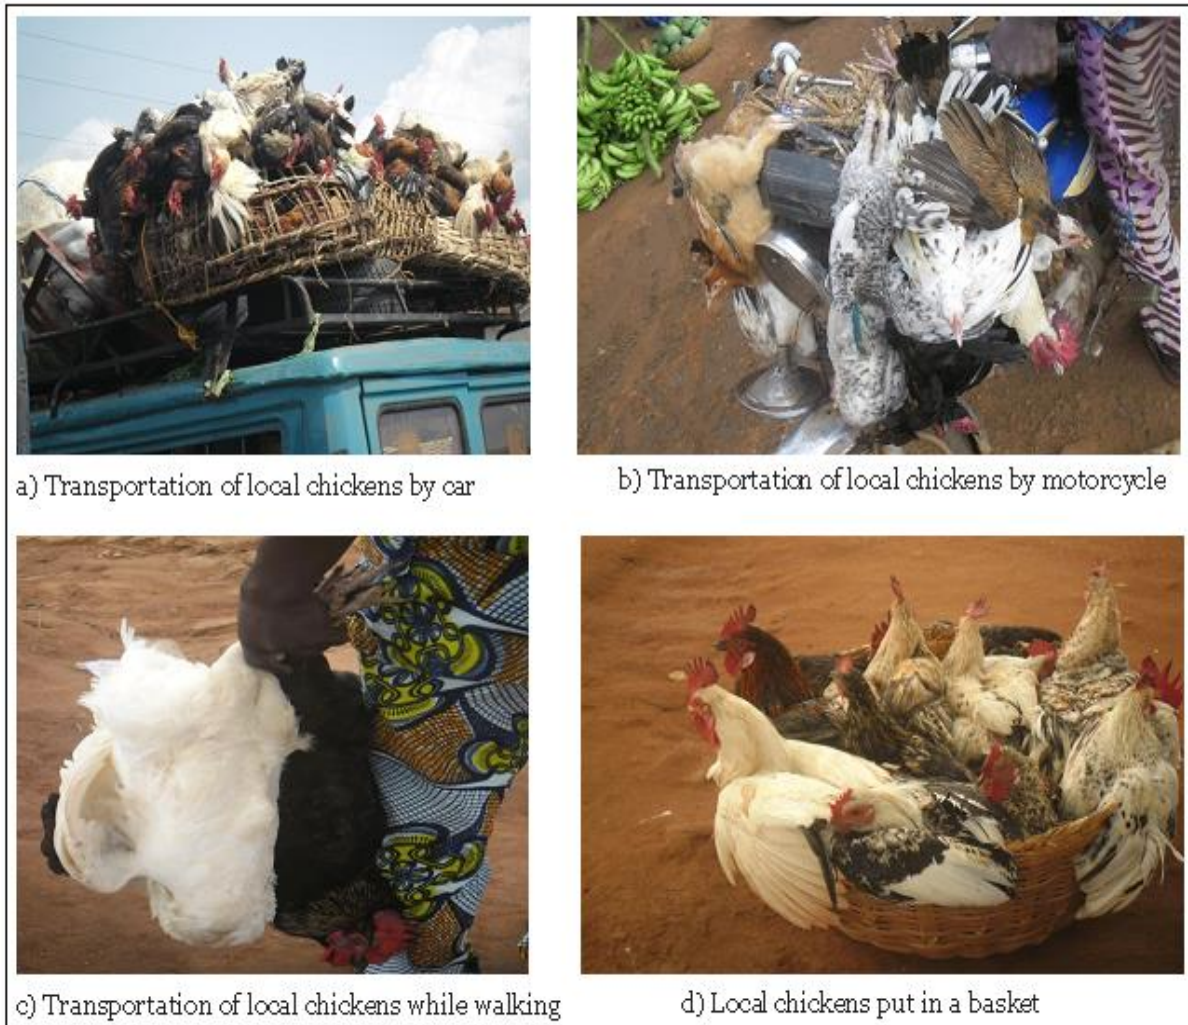 a) Transportation of local chickens by car
b) Transportation of local chickens by motorcycle
c) Transportation of local chickens while walking
d) Local chickens put in a basket